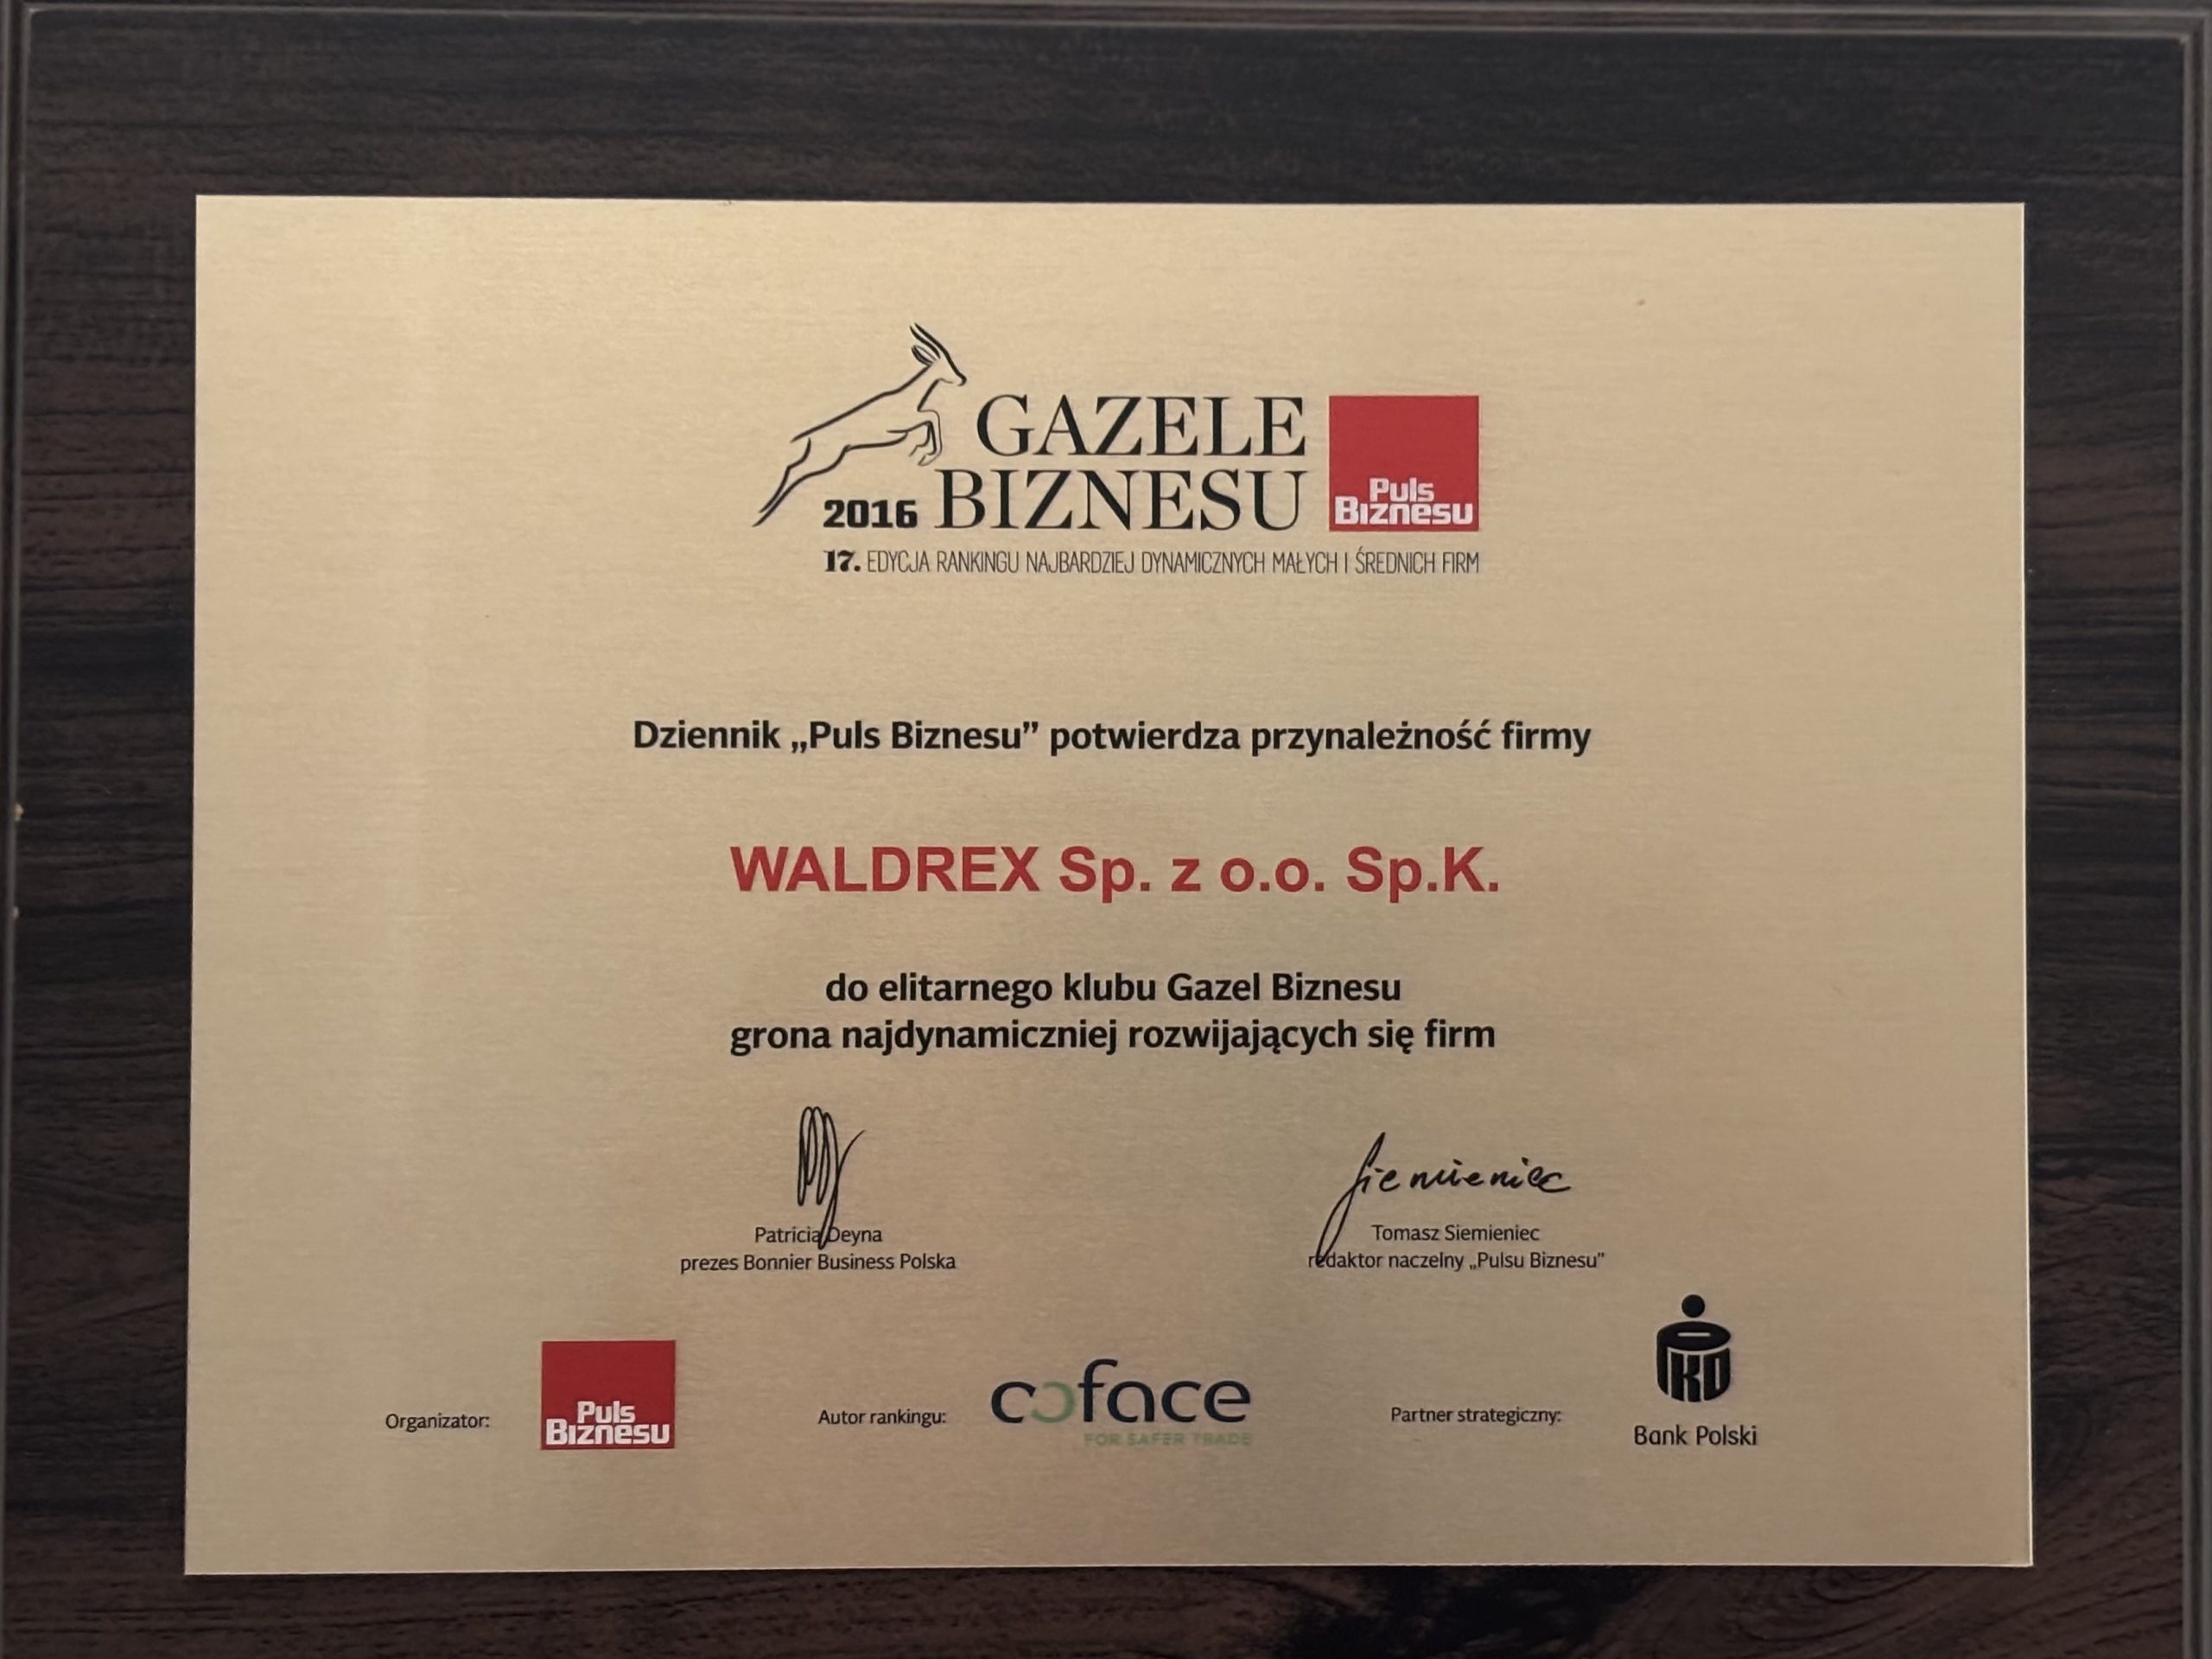 GAZELE
2016 BIZNESU
Puls
Biznesu
17. EDYCJA RANKINGU NAJBARDZIEJ DYNAMICZNYCH MAŁYCH I ŚREDNICH FIRM
Dziennik „Puls Biznesu” potwierdza przynależność firmy
WALDREX Sp. z o.o. Sp.K.
do elitarnego klubu Gazel Biznesu
grona najdynamiczniej rozwijających się firm
Siemieniec
Patricia Deyna
prezes Bonnier Business Polska
Tomasz Siemieniec
redaktor naczelny „Pulsu Biznesu”
Organizator:
Puls
Biznesu
Autor rankingu:
coface
FOR SAFER TRADE
Partner strategiczny:
PKO
Bank Polski